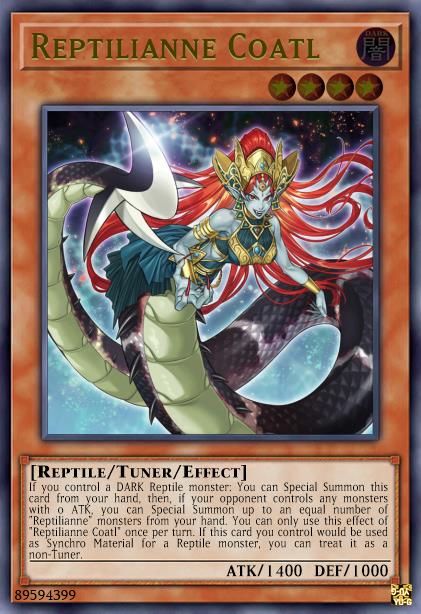 Reptilianne Coatl
DARK
闇
[Reptile/Tuner/Effect]
If you control a DARK Reptile monster: You can Special Summon this
card from your hand, then, if your opponent controls any monsters
with 0 ATK, you can Special Summon up to an equal number of
"Reptilianne" monsters from your hand. You can only use this effect of
"Reptilianne Coatl" once per turn. If this card you control would be used
as Synchro Material for a Reptile monster, you can treat it as a
non-Tuner.
ATK/1400 DEF/1000
89594399